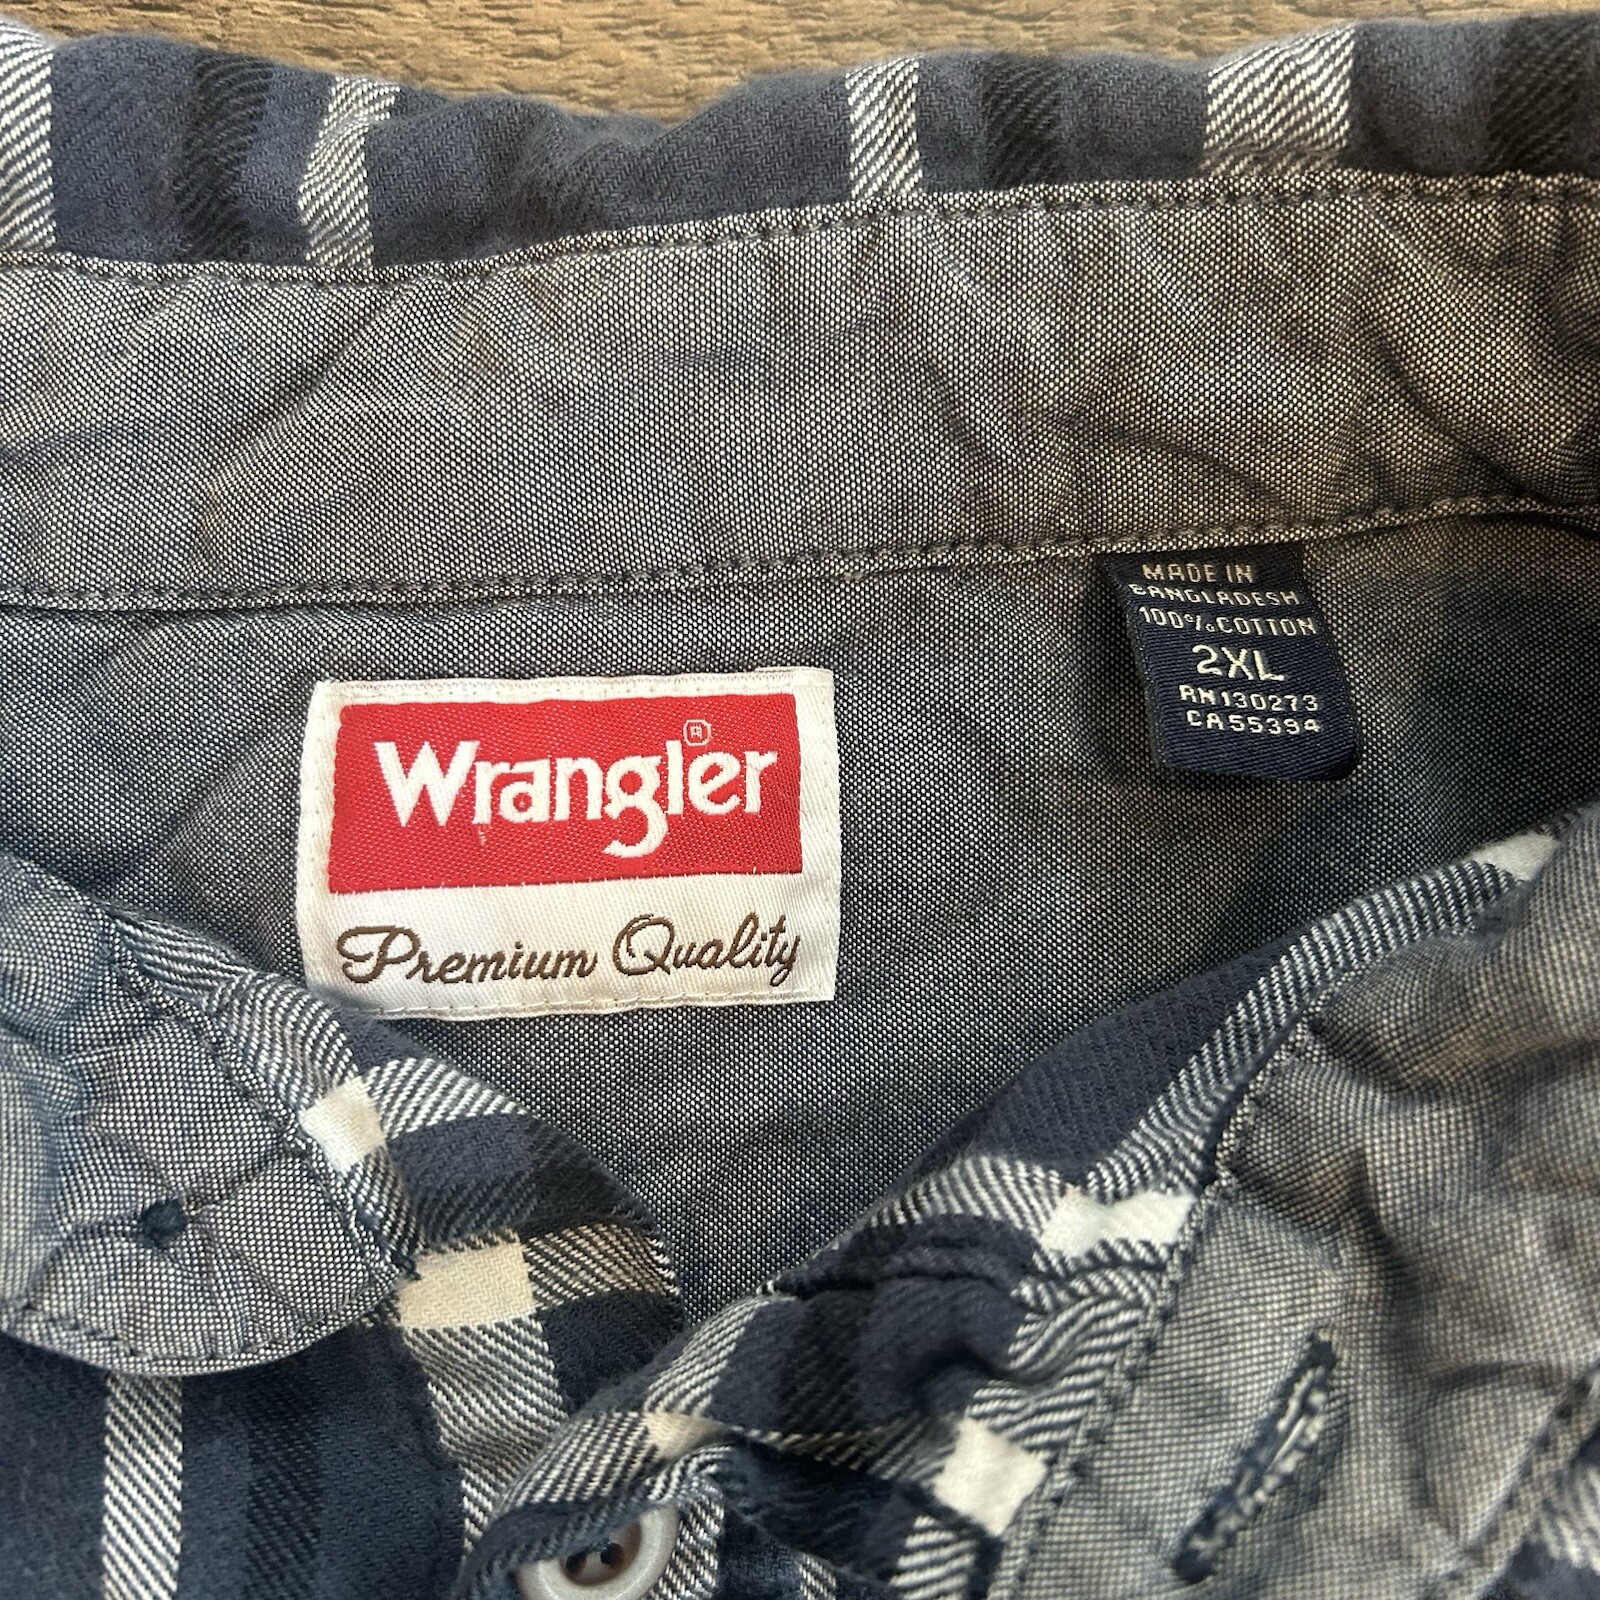 Wrangler®
Premium Quality
MADE IN
BANGLADESH
100% COTTON
2XL
RN130273
CA55394